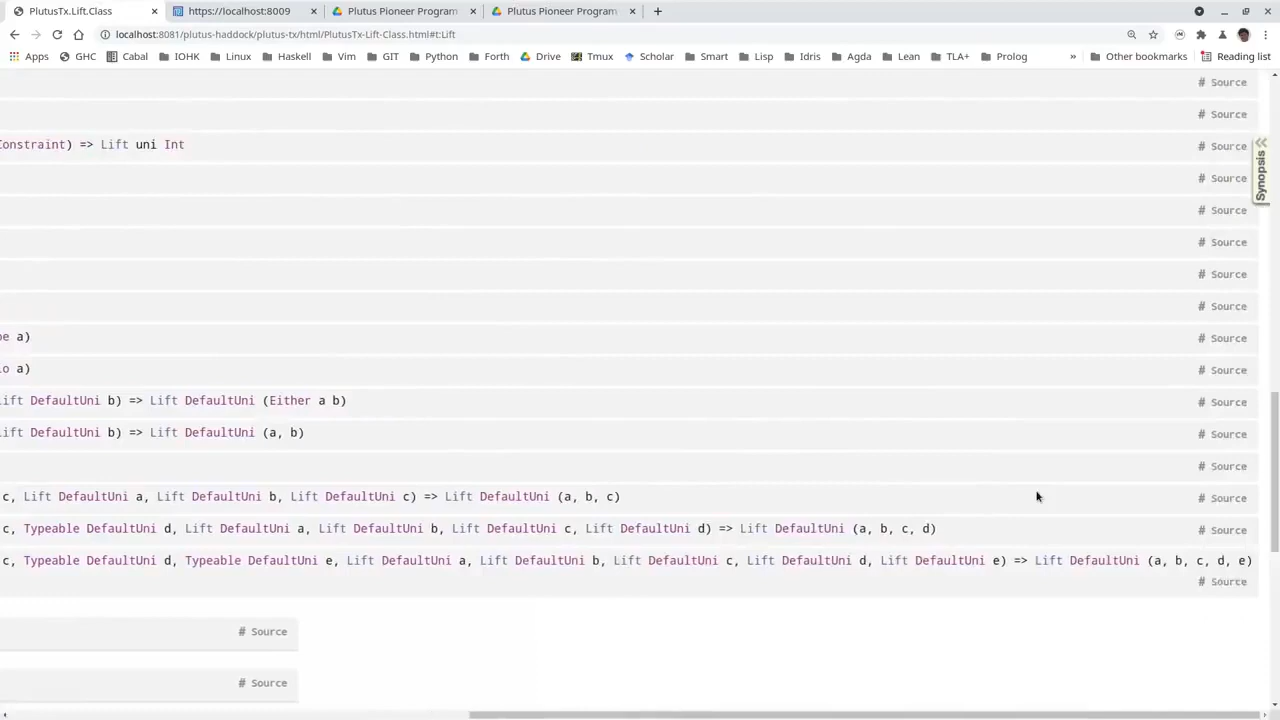 PlutusTx.Lift.Class
https://localhost:8009
Plutus Pioneer Program
Plutus Pioneer Program
localhost:8081/plutus-haddock/plutus-tx/html/PlutusTx-Lift-Class.html#t:Lift
Apps GHC Cabal IOHK Linux Haskell Vim GIT Python Forth Drive Tmux Scholar Smart Lisp Idris Agda Lean TLA+ Prolog » Other bookmarks Reading list
# Source
# Source
Constraint) => Lift uni Int # Source
# Source
# Source
# Source
# Source
# Source
pe a) # Source
io a) # Source
Lift DefaultUni b) => Lift DefaultUni (Either a b) # Source
Lift DefaultUni b) => Lift DefaultUni (a, b) # Source
# Source
c, Lift DefaultUni a, Lift DefaultUni b, Lift DefaultUni c) => Lift DefaultUni (a, b, c) # Source
c, Typeable DefaultUni d, Lift DefaultUni a, Lift DefaultUni b, Lift DefaultUni c, Lift DefaultUni d) => Lift DefaultUni (a, b, c, d) # Source
c, Typeable DefaultUni d, Typeable DefaultUni e, Lift DefaultUni a, Lift DefaultUni b, Lift DefaultUni c, Lift DefaultUni d, Lift DefaultUni e) => Lift DefaultUni (a, b, c, d, e)
# Source
# Source
# Source
Synopsis